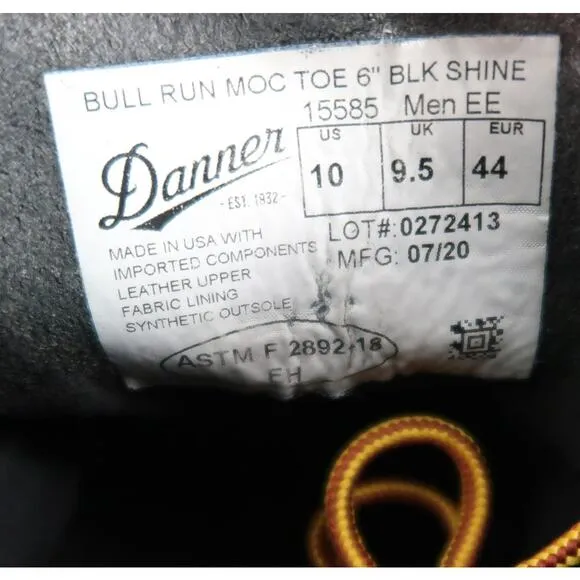 BULL RUN MOC TOE 6" BLK SHINE
15585 Men EE
US UK EUR
10 9.5 44
Danner
- EST. 1932 -
LOT#:0272413
MFG: 07/20
MADE IN USA WITH
IMPORTED COMPONENTS
LEATHER UPPER
FABRIC LINING
SYNTHETIC OUTSOLE
ASTM F 2892-18
EH